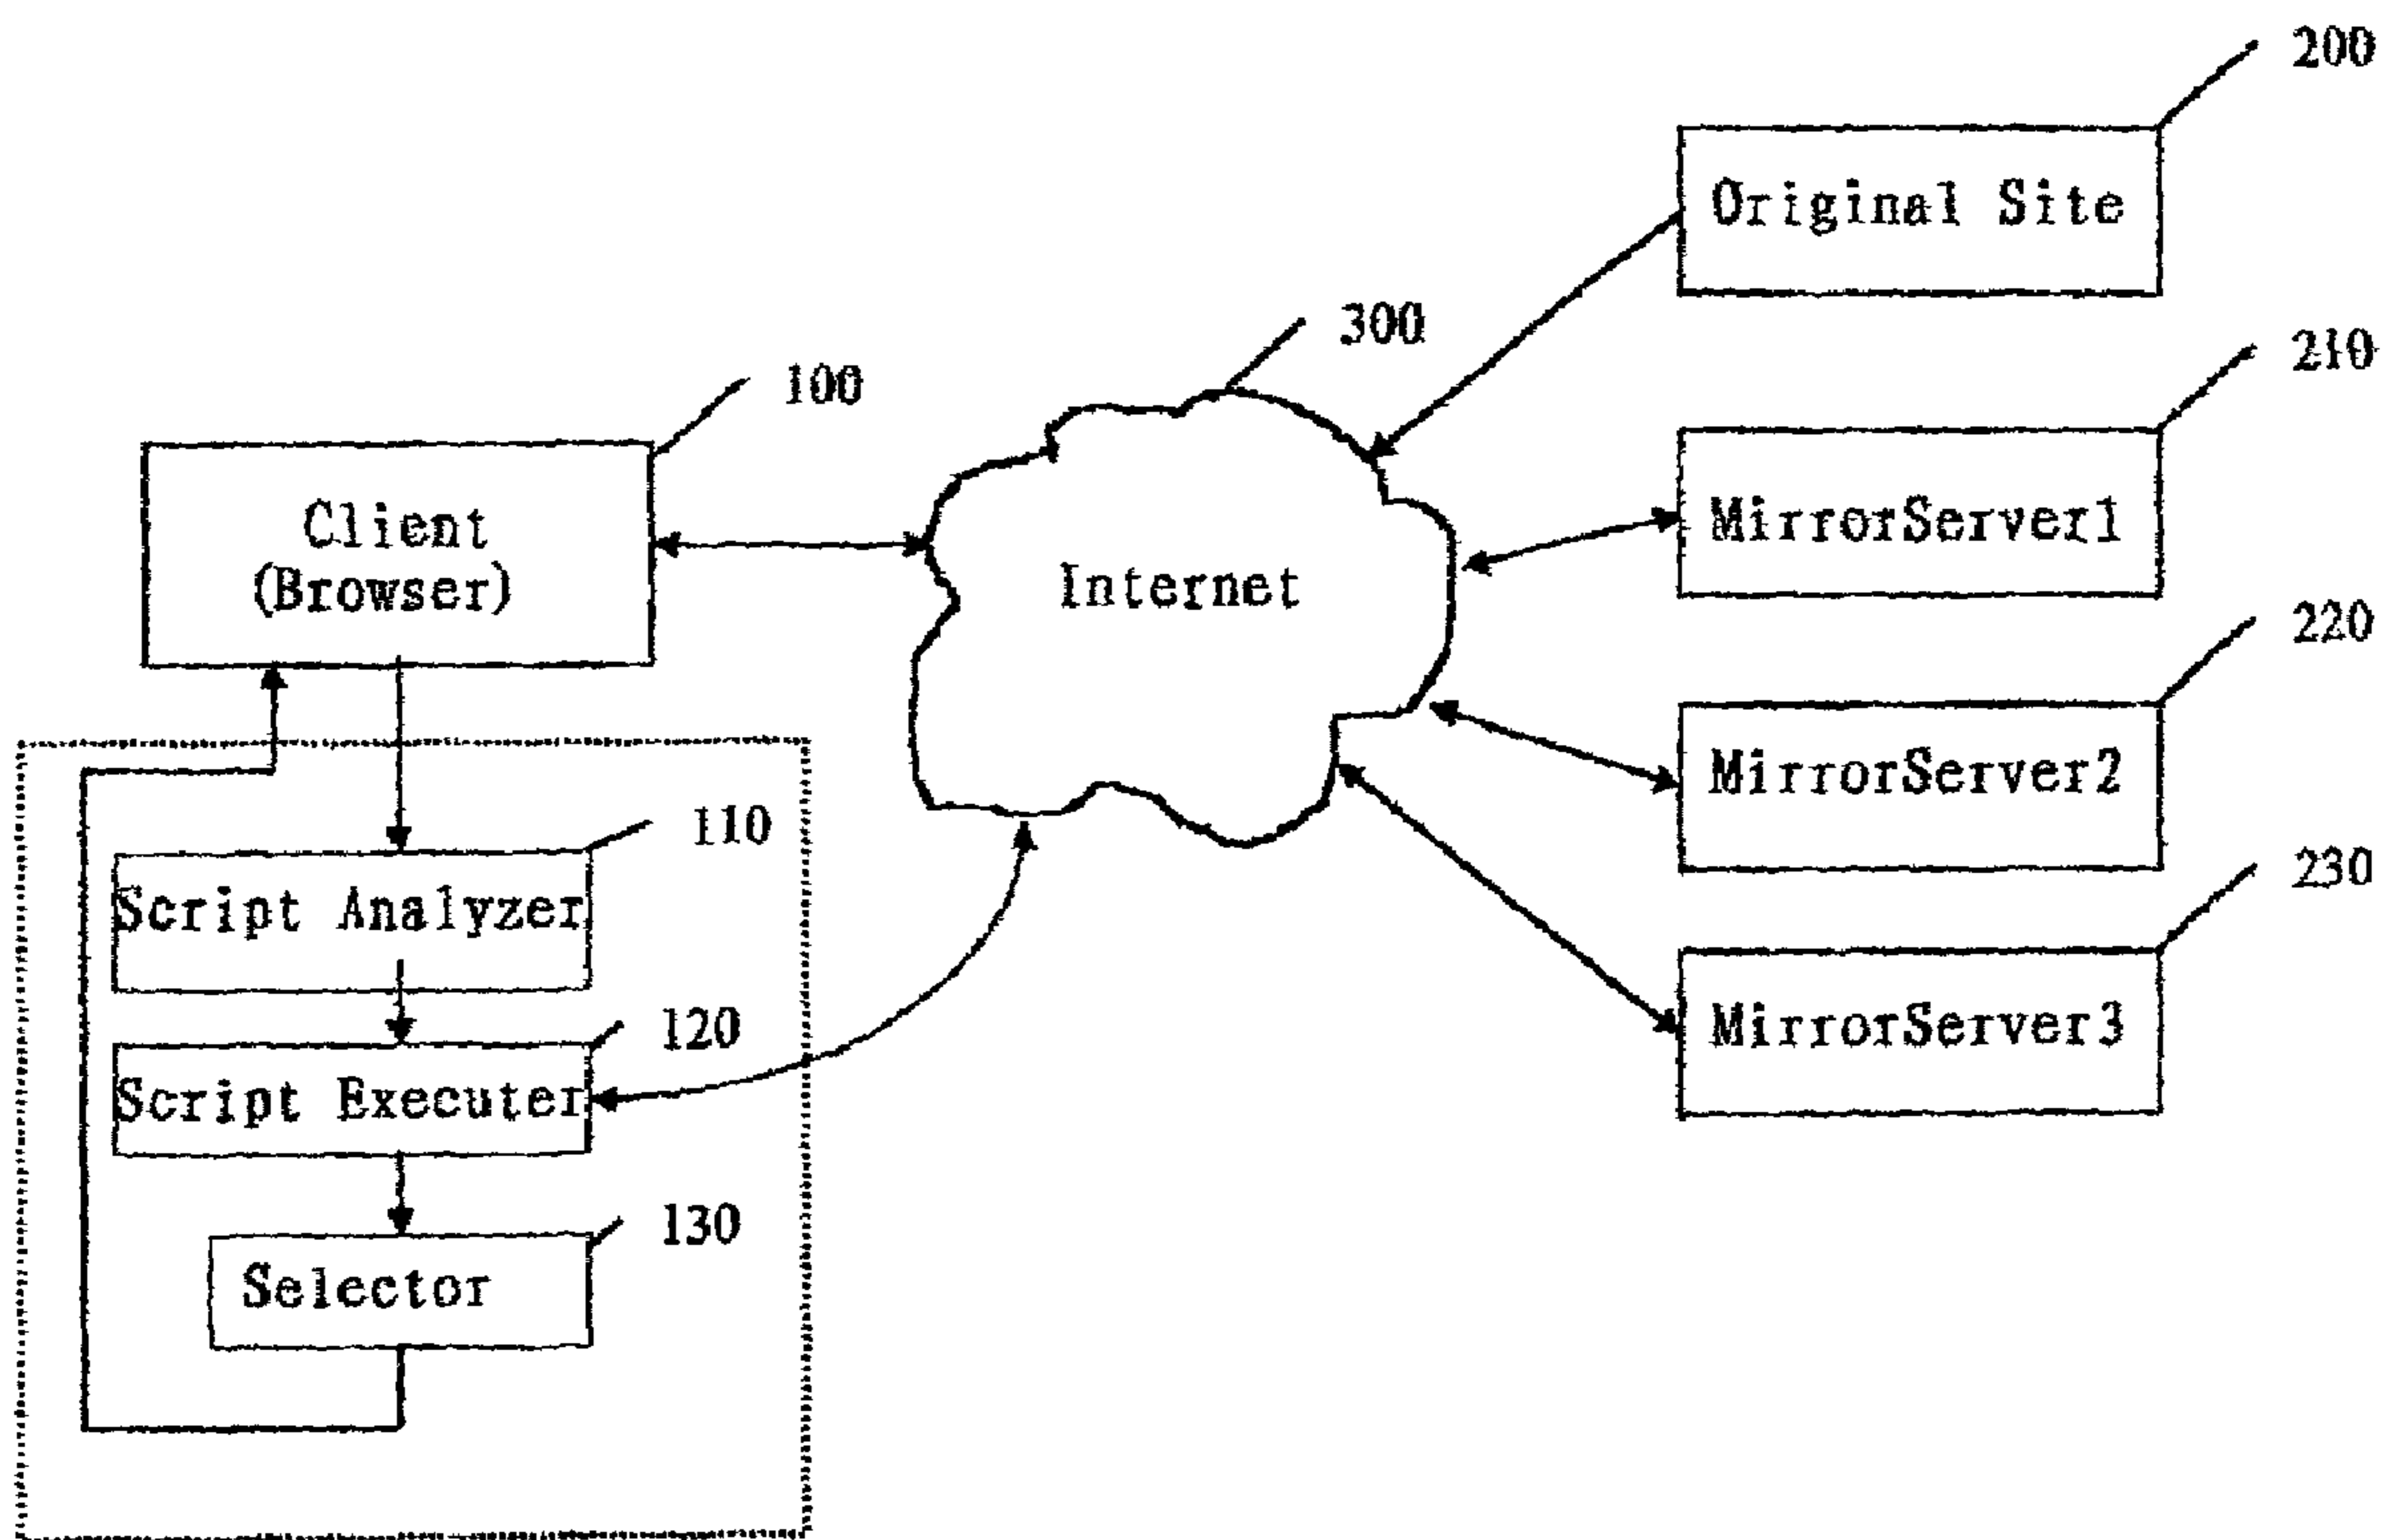 200
Original Site
300
210
100
MirrorServer1
Client
(Browser)
Internet
220
MirrorServer2
110
Script Analyzer
230
MirrorServer3
120
Script Executer
130
Selector